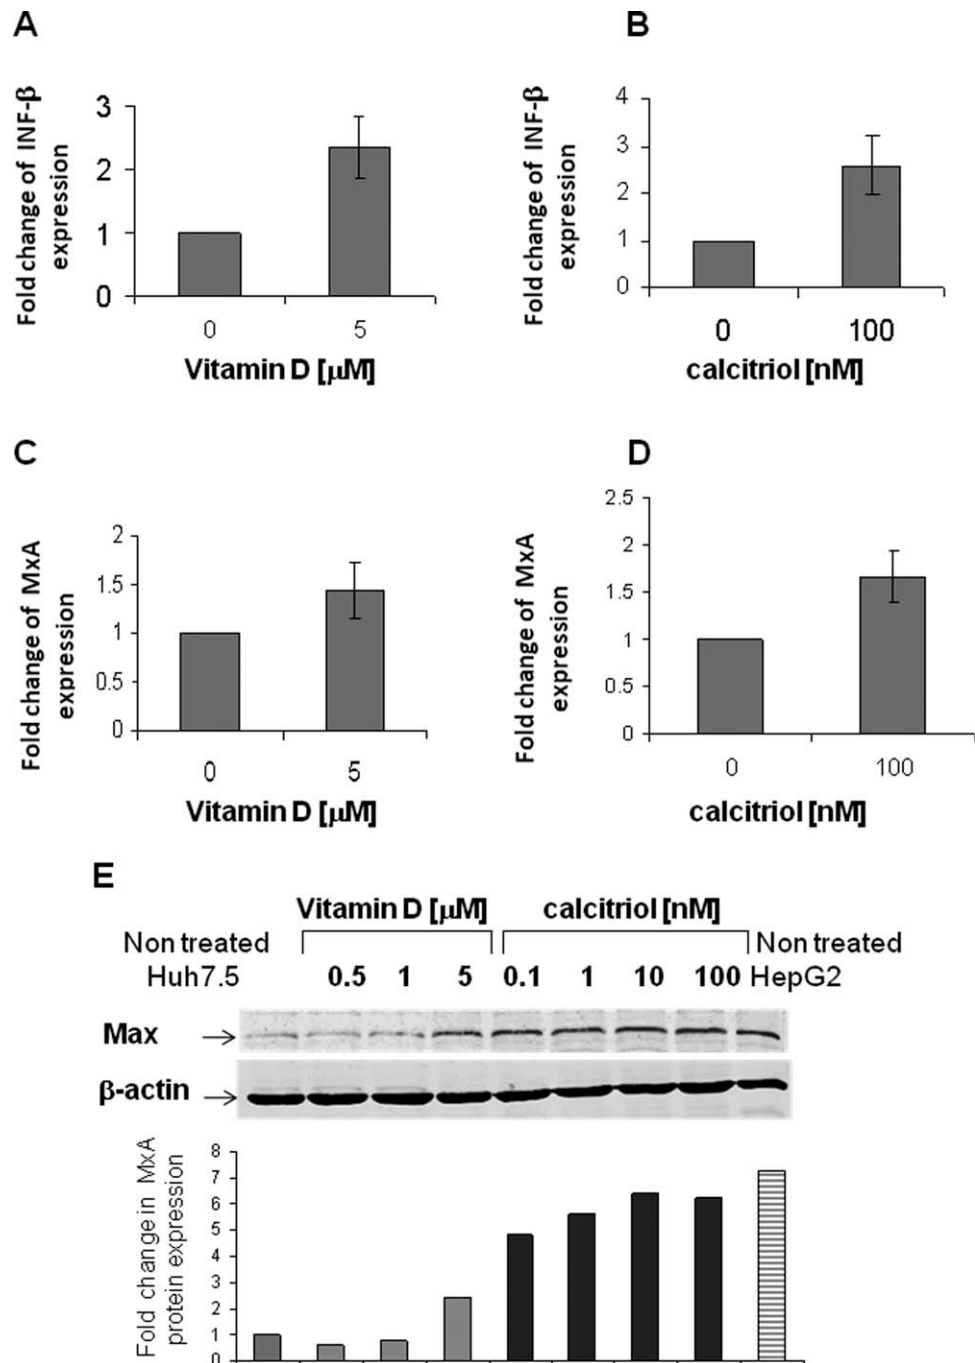 A
B
Fold change of INF-β
expression
3
2
1
0
0 5
Vitamin D [μM]
Fold change of INF-β
expression
4
3
2
1
0
0 100
calcitriol [nM]
C
D
Fold change of MxA
expression
2
1.5
1
0.5
0
0 5
Vitamin D [μM]
Fold change of MxA
expression
2.5
2
1.5
1
0.5
0
0 100
calcitriol [nM]
E
Vitamin D [μM] calcitriol [nM]
Non treated Non treated
Huh7.5 0.5 1 5 0.1 1 10 100 HepG2
Max
β-actin
Fold change in MxA
protein expression
8
7
6
5
4
3
2
1
0